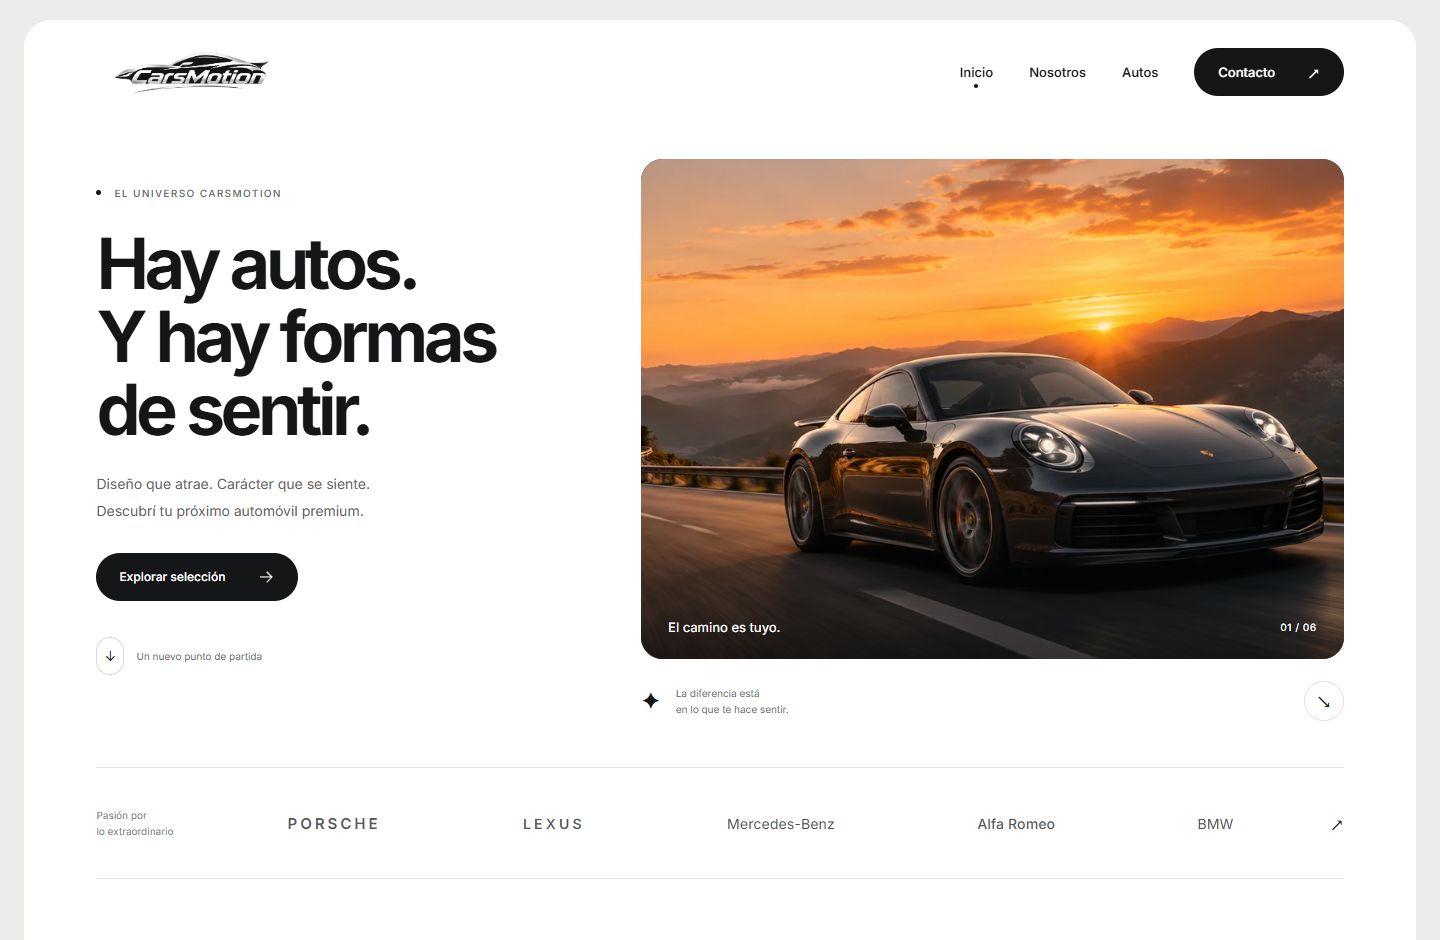 CarsMotion
Inicio
Nosotros
Autos
Contacto ↗
EL UNIVERSO CARSMOTION
Hay autos.
Y hay formas
de sentir.
Diseño que atrae. Carácter que se siente.
Descubrí tu próximo automóvil premium.
Explorar selección →
↓ Un nuevo punto de partida
El camino es tuyo.
01 / 06
La diferencia está
en lo que te hace sentir.
↘
Pasión por
lo extraordinario
PORSCHE
LEXUS
Mercedes-Benz
Alfa Romeo
BMW
↗